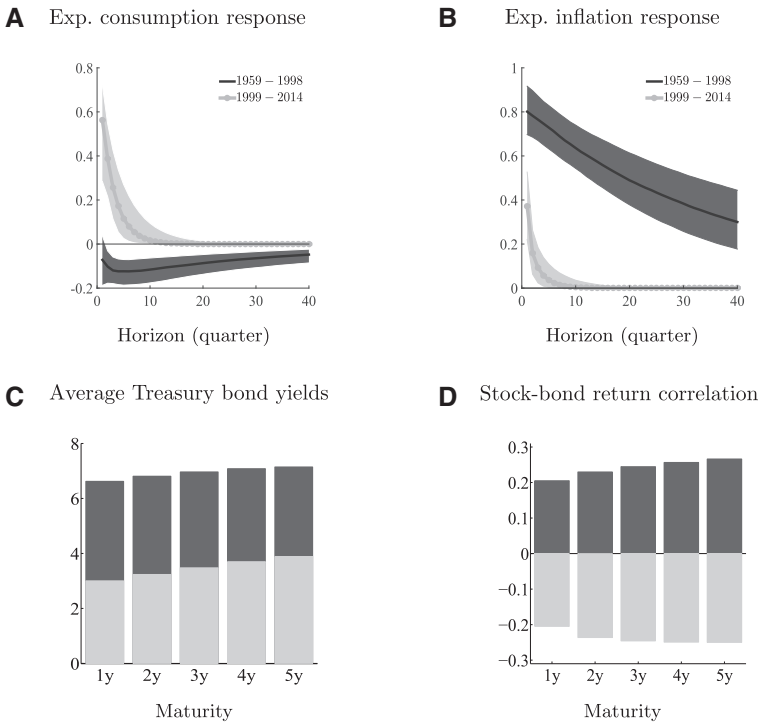 A Exp. consumption response
0.8
0.6
0.4
0.2
0
-0.2
1959 − 1998
1999 − 2014
0 10 20 30 40
Horizon (quarter)
B Exp. inflation response
1
0.8
0.6
0.4
0.2
0
1959 − 1998
1999 − 2014
0 10 20 30 40
Horizon (quarter)
C Average Treasury bond yields
8
6
4
2
0
1y 2y 3y 4y 5y
Maturity
D Stock-bond return correlation
0.3
0.2
0.1
0
−0.1
−0.2
−0.3
1y 2y 3y 4y 5y
Maturity